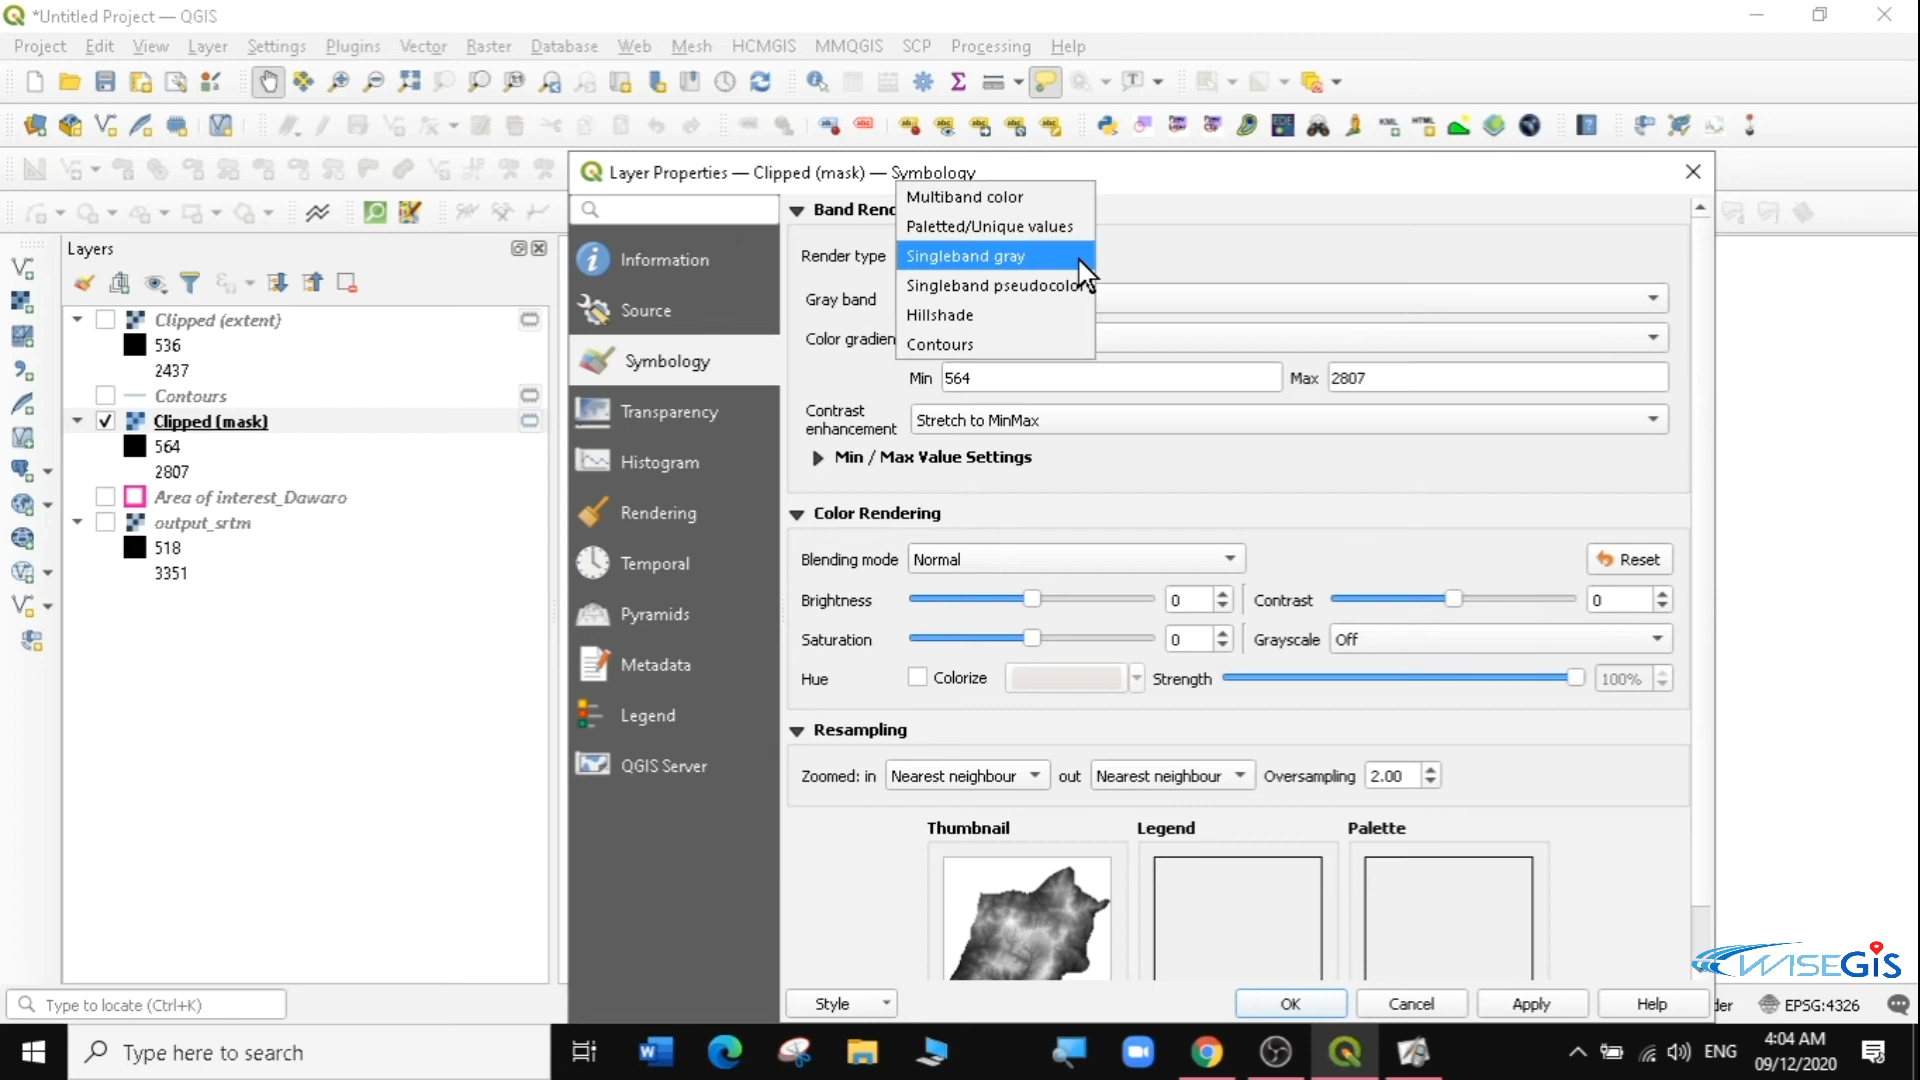 *Untitled Project — QGIS
Project Edit View Layer Settings Plugins Vector Raster Database Web Mesh HCMGIS MMQGIS SCP Processing Help
Layers
Clipped (extent)
536
2437
Contours
Clipped (mask)
564
2807
Area of interest_Dawaro
output_srtm
518
3351
Layer Properties — Clipped (mask) — Symbology
Information
Source
Symbology
Transparency
Histogram
Rendering
Temporal
Pyramids
Metadata
Legend
QGIS Server
Band Ren
Render type
Multiband color
Paletted/Unique values
Singleband gray
Singleband pseudocolor
Hillshade
Contours
Gray band
Color gradien
Min 564 Max 2807
Contrast
enhancement Stretch to MinMax
Min / Max Value Settings
Color Rendering
Blending mode Normal Reset
Brightness 0 Contrast 0
Saturation 0 Grayscale Off
Hue Colorize Strength 100%
Resampling
Zoomed: in Nearest neighbour out Nearest neighbour Oversampling 2.00
Thumbnail Legend Palette
Style OK Cancel Apply Help
WISEGIS
Type to locate (Ctrl+K) der EPSG:4326
Type here to search ENG 4:04 AM
09/12/2020